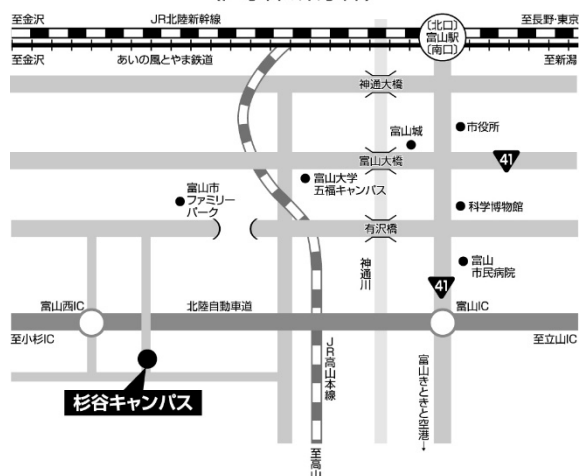 至金沢
JR北陸新幹線
〔北口〕
富山駅
〔南口〕
至長野・東京
至金沢
あいの風とやま鉄道
至新潟
神通大橋
富山城
市役所
富山大橋
41
富山大学
五福キャンパス
富山市
ファミリー
パーク
科学博物館
有沢橋
神通川
富山
市民病院
41
富山西IC
北陸自動車道
富山IC
至小杉IC
至立山IC
JR高山本線
杉谷キャンパス
富山きときと空港→
至高山